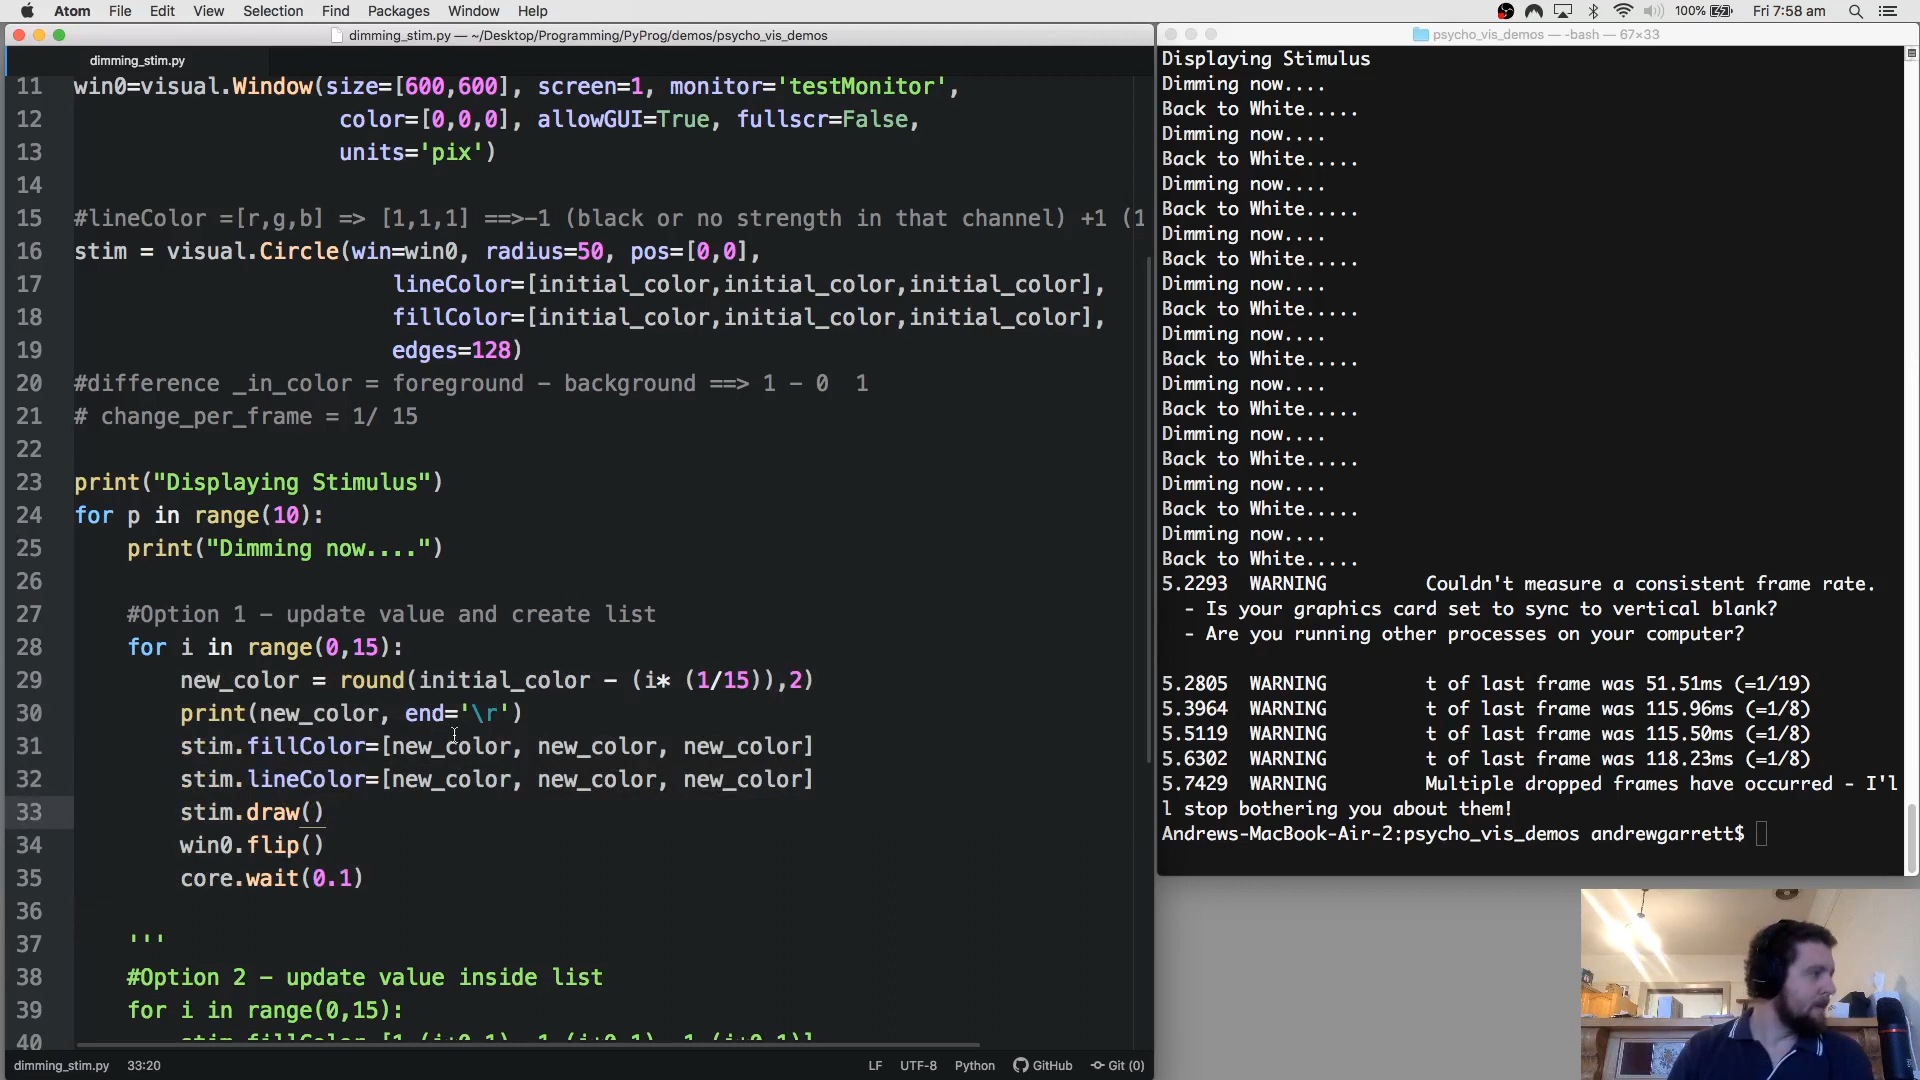 Atom File Edit View Selection Find Packages Window Help
100% Fri 7:58 am
dimming_stim.py — ~/Desktop/Programming/PyProg/demos/psycho_vis_demos
dimming_stim.py
11 win0=visual.Window(size=[600,600], screen=1, monitor='testMonitor',
12 color=[0,0,0], allowGUI=True, fullscr=False,
13 units='pix')
14
15 #lineColor =[r,g,b] => [1,1,1] ==>-1 (black or no strength in that channel) +1 (1
16 stim = visual.Circle(win=win0, radius=50, pos=[0,0],
17 lineColor=[initial_color,initial_color,initial_color],
18 fillColor=[initial_color,initial_color,initial_color],
19 edges=128)
20 #difference _in_color = foreground - background ==> 1 - 0  1
21 # change_per_frame = 1/ 15
22
23 print("Displaying Stimulus")
24 for p in range(10):
25 print("Dimming now....")
26
27 #Option 1 - update value and create list
28 for i in range(0,15):
29 new_color = round(initial_color - (i* (1/15)),2)
30 print(new_color, end='\r')
31 stim.fillColor=[new_color, new_color, new_color]
32 stim.lineColor=[new_color, new_color, new_color]
33 stim.draw()
34 win0.flip()
35 core.wait(0.1)
36
37 '''
38 #Option 2 - update value inside list
39 for i in range(0,15):
40
dimming_stim.py 33:20
LF UTF-8 Python GitHub Git (0)
psycho_vis_demos — -bash — 67×33
Displaying Stimulus
Dimming now....
Back to White.....
Dimming now....
Back to White.....
Dimming now....
Back to White.....
Dimming now....
Back to White.....
Dimming now....
Back to White.....
Dimming now....
Back to White.....
Dimming now....
Back to White.....
Dimming now....
Back to White.....
Dimming now....
Back to White.....
Dimming now....
Back to White.....
5.2293 WARNING Couldn't measure a consistent frame rate.
- Is your graphics card set to sync to vertical blank?
- Are you running other processes on your computer?
5.2805 WARNING t of last frame was 51.51ms (=1/19)
5.3964 WARNING t of last frame was 115.96ms (=1/8)
5.5119 WARNING t of last frame was 115.50ms (=1/8)
5.6302 WARNING t of last frame was 118.23ms (=1/8)
5.7429 WARNING Multiple dropped frames have occurred - I'l
l stop bothering you about them!
Andrews-MacBook-Air-2:psycho_vis_demos andrewgarrett$